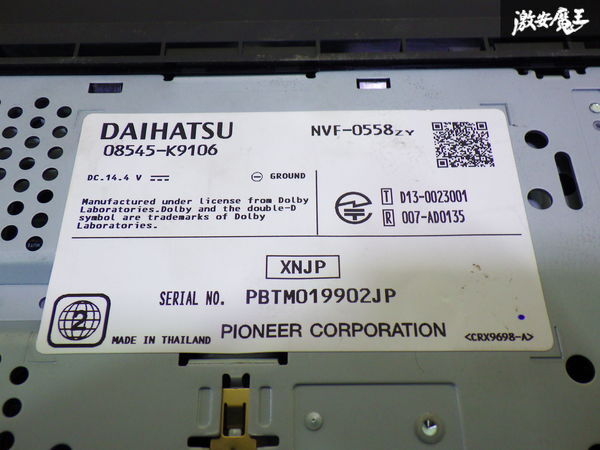 激安魔王
DAIHATSU
08545-K9106
NVF-0558ZY
DC.14.4 V
GROUND
Manufactured under license from Dolby
Laboratories.Dolby and the double-D
symbol are trademarks of Dolby
Laboratories.
T D13-0023001
R 007-AD0135
XNJP
SERIAL NO. PBTM019902JP
2
MADE IN THAILAND PIONEER CORPORATION
<CRX9698-A>